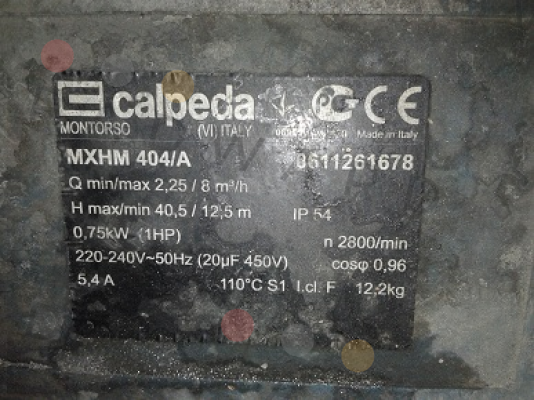 calpeda
MONTORSO (VI) ITALY Made in Italy
MXHM 404/A 0611261678
Q min/max 2,25 / 8 m³/h
H max/min 40,5 / 12,5 m IP 54
0,75kW (1HP) n 2800/min
220-240V~50Hz (20µF 450V) cosφ 0,96
5,4 A 110°C S1 I.cl. F 12,2kg